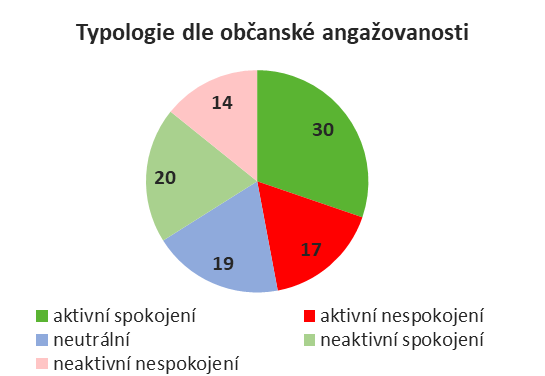 Typologie dle občanské angažovanosti
14
30
20
17
19
aktivní spokojení
aktivní nespokojení
neutrální
neaktivní spokojení
neaktivní nespokojení